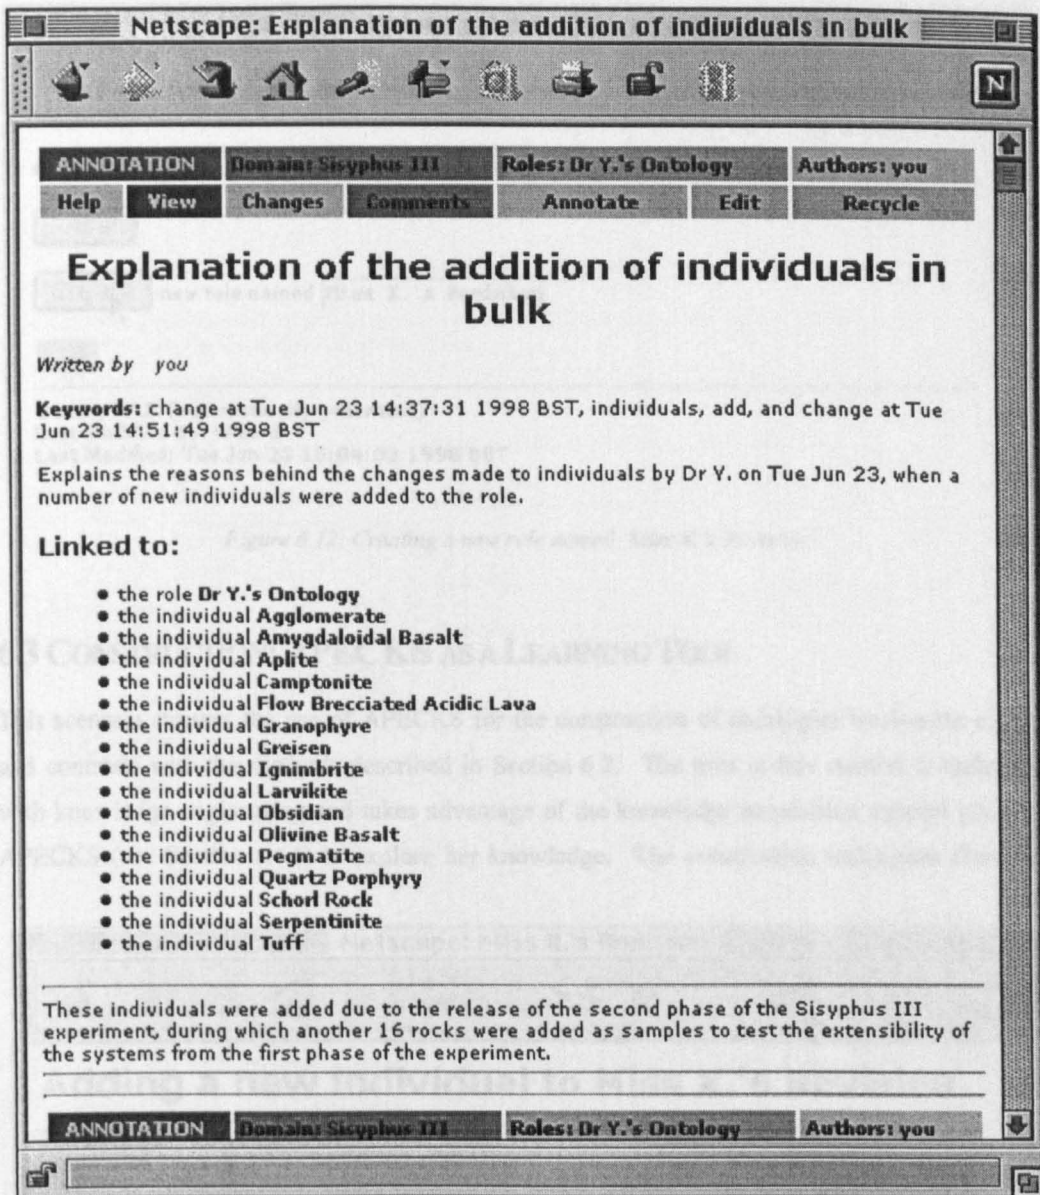 Netscape: Explanation of the addition of individuals in bulk
N
ANNOTATION Domain: Sisyphus III Roles: Dr Y.'s Ontology Authors: you
Help View Changes Comments Annotate Edit Recycle
Explanation of the addition of individuals in
bulk
Written by you
Keywords: change at Tue Jun 23 14:37:31 1998 BST, individuals, add, and change at Tue
Jun 23 14:51:49 1998 BST
Explains the reasons behind the changes made to individuals by Dr Y. on Tue Jun 23, when a
number of new individuals were added to the role.
Linked to:
• the role Dr Y.'s Ontology
• the individual Agglomerate
• the individual Amygdaloidal Basalt
• the individual Aplite
• the individual Camptonite
• the individual Flow Brecciated Acidic Lava
• the individual Granophyre
• the individual Greisen
• the individual Ignimbrite
• the individual Larvikite
• the individual Obsidian
• the individual Olivine Basalt
• the individual Pegmatite
• the individual Quartz Porphyry
• the individual Schorl Rock
• the individual Serpentinite
• the individual Tuff
These individuals were added due to the release of the second phase of the Sisyphus III
experiment, during which another 16 rocks were added as samples to test the extensibility of
the systems from the first phase of the experiment.
ANNOTATION Domain: Sisyphus III Roles: Dr Y.'s Ontology Authors: you